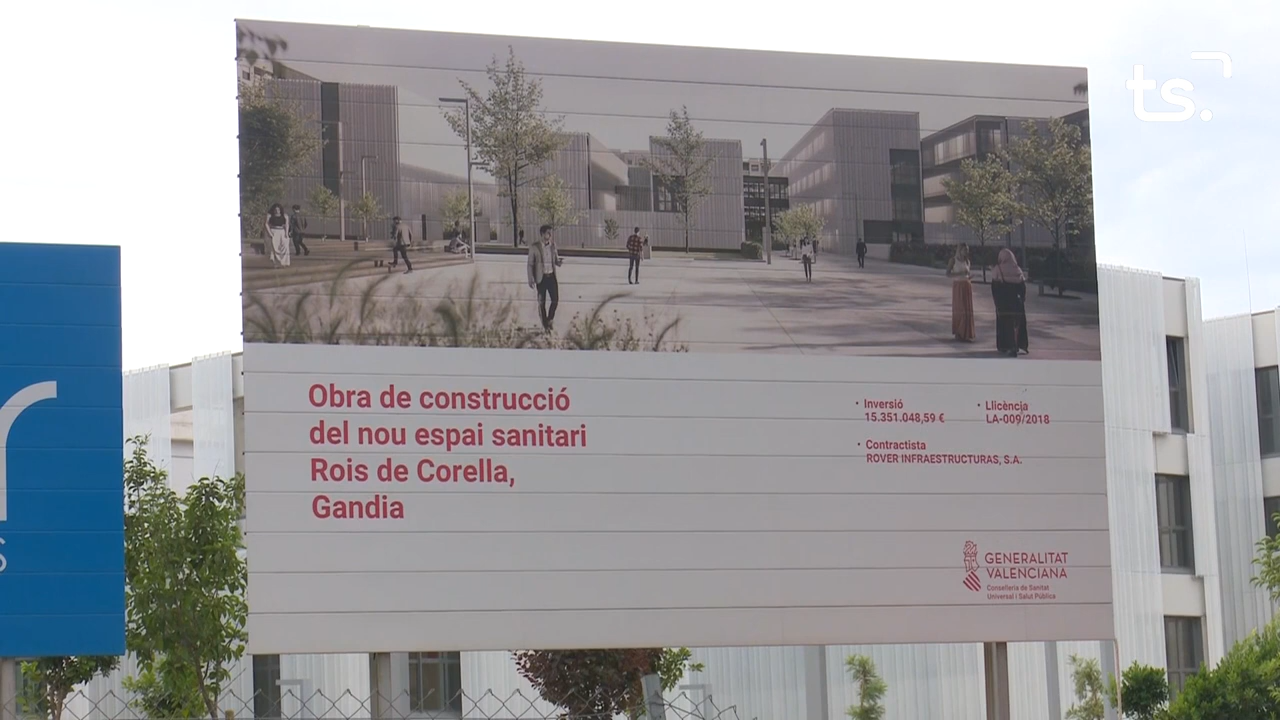 ts.
Obra de construcció
del nou espai sanitari
Rois de Corella,
Gandia
• Inversió
15.351.048,59 €
• Llicència
LA-009/2018
• Contractista
ROVER INFRAESTRUCTURAS, S.A.
GENERALITAT
VALENCIANA
Conselleria de Sanitat
Universal i Salut Pública